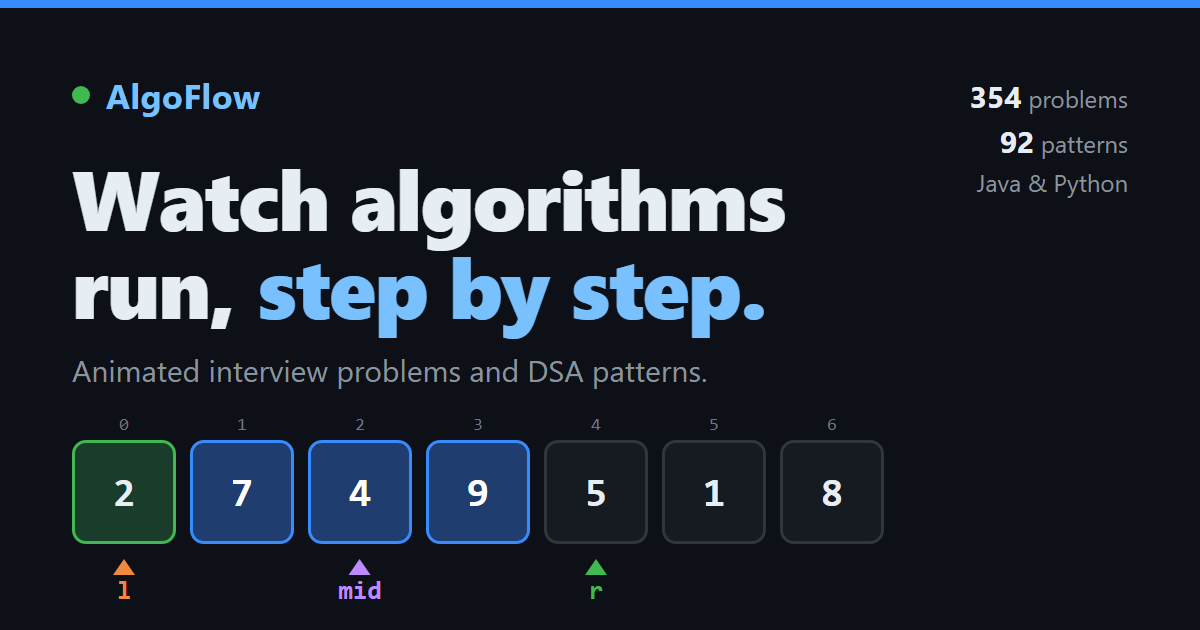 AlgoFlow
354 problems
92 patterns
Java & Python
Watch algorithms
run, step by step.
Animated interview problems and DSA patterns.
0 1 2 3 4 5 6
2 7 4 9 5 1 8
l mid r